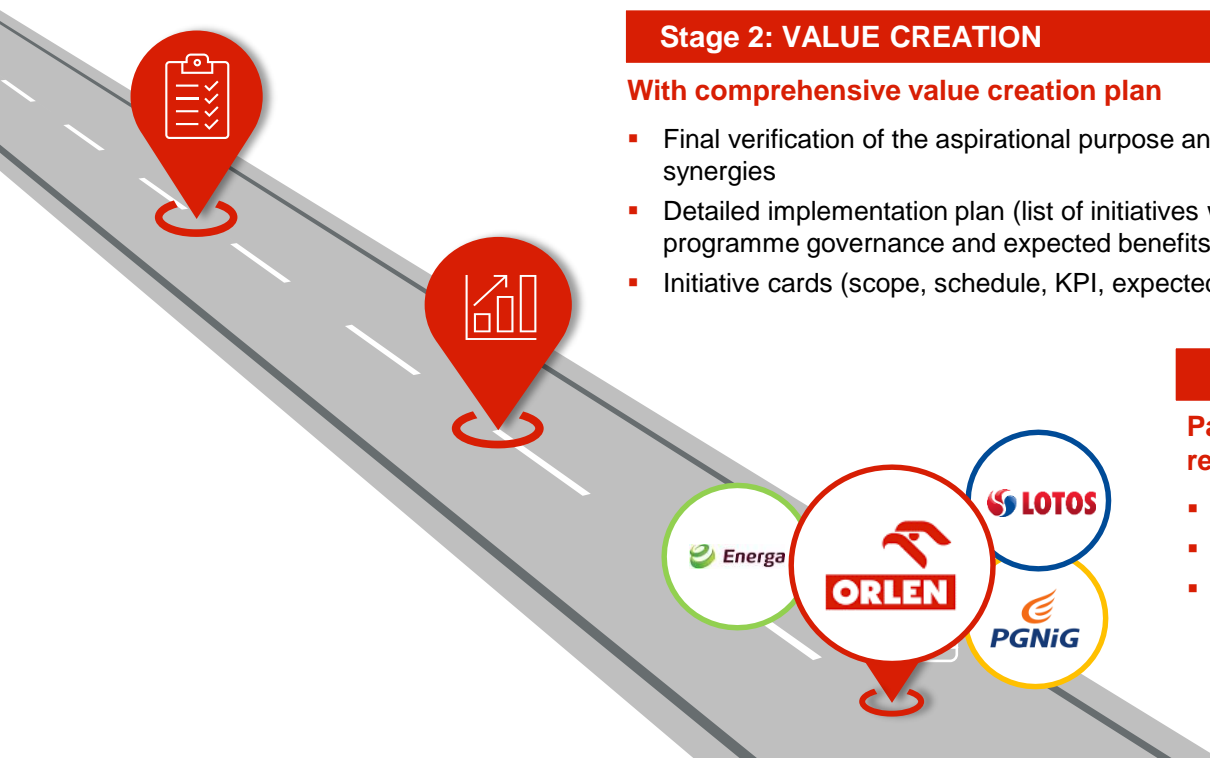 Stage 2: VALUE CREATION
With comprehensive value creation plan
▪ Final verification of the aspirational purpose an
synergies
▪ Detailed implementation plan (list of initiatives
programme governance and expected benefits
▪ Initiative cards (scope, schedule, KPI, expected
Pa
re
LOTOS
Energa
ORLEN
PGNiG